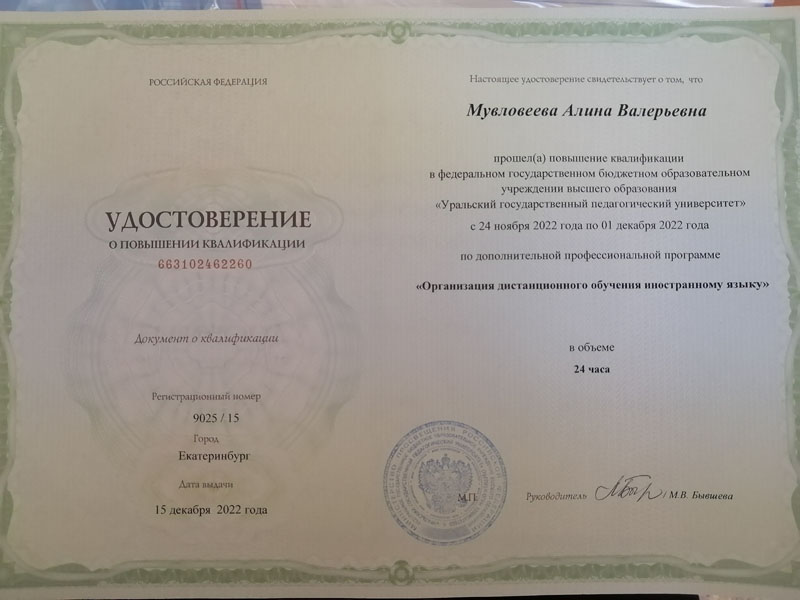 РОССИЙСКАЯ ФЕДЕРАЦИЯ
УДОСТОВЕРЕНИЕ
О ПОВЫШЕНИИ КВАЛИФИКАЦИИ
663102462260
Документ о квалификации
Регистрационный номер
9025 / 15
Город
Екатеринбург
Дата выдачи
15 декабря 2022 года
Настоящее удостоверение свидетельствует о том, что
Мувловеева Алина Валерьевна
прошел(а) повышение квалификации
в федеральном государственном бюджетном образовательном
учреждении высшего образования
«Уральский государственный педагогический университет»
с 24 ноября 2022 года по 01 декабря 2022 года
по дополнительной профессиональной программе
«Организация дистанционного обучения иностранному языку»
в объеме
24 часа
М.П.
Руководитель
М.В. Бывшева